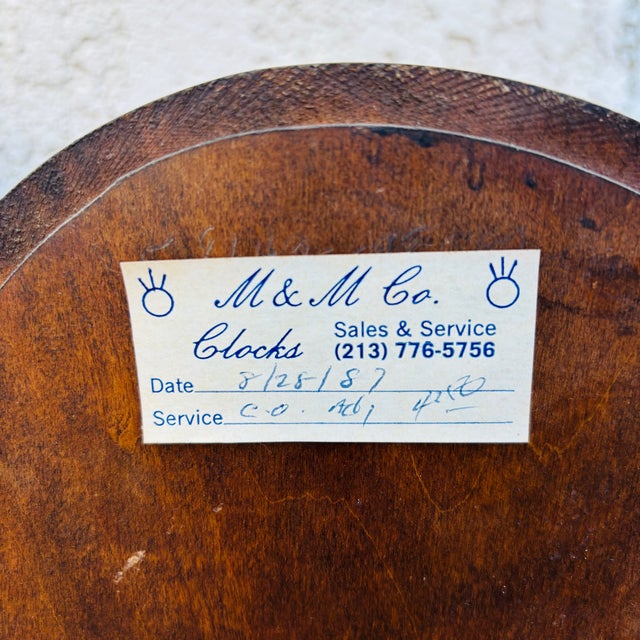 M & M Co.
Clocks
Sales & Service
(213) 776-5756
Date 8/28/87
Service C.O. Adj